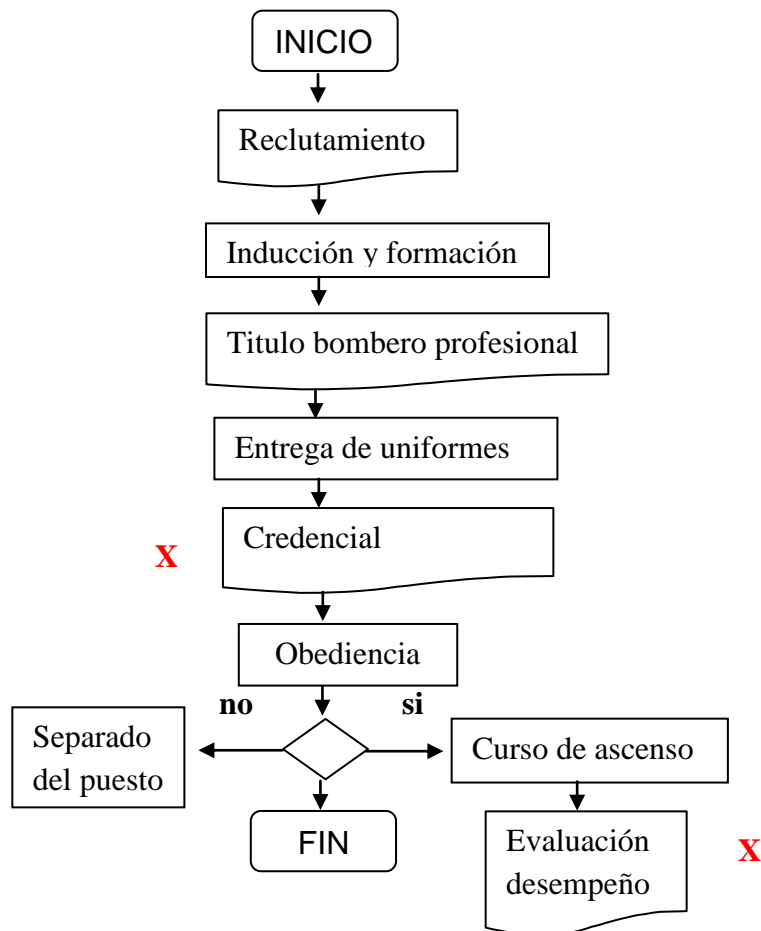 INICIO
Reclutamiento
Inducción y formación
Titulo bombero profesional
Entrega de uniformes
X
Credencial
Obediencia
no
si
Separado
del puesto
Curso de ascenso
FIN
Evaluación
desempeño
X